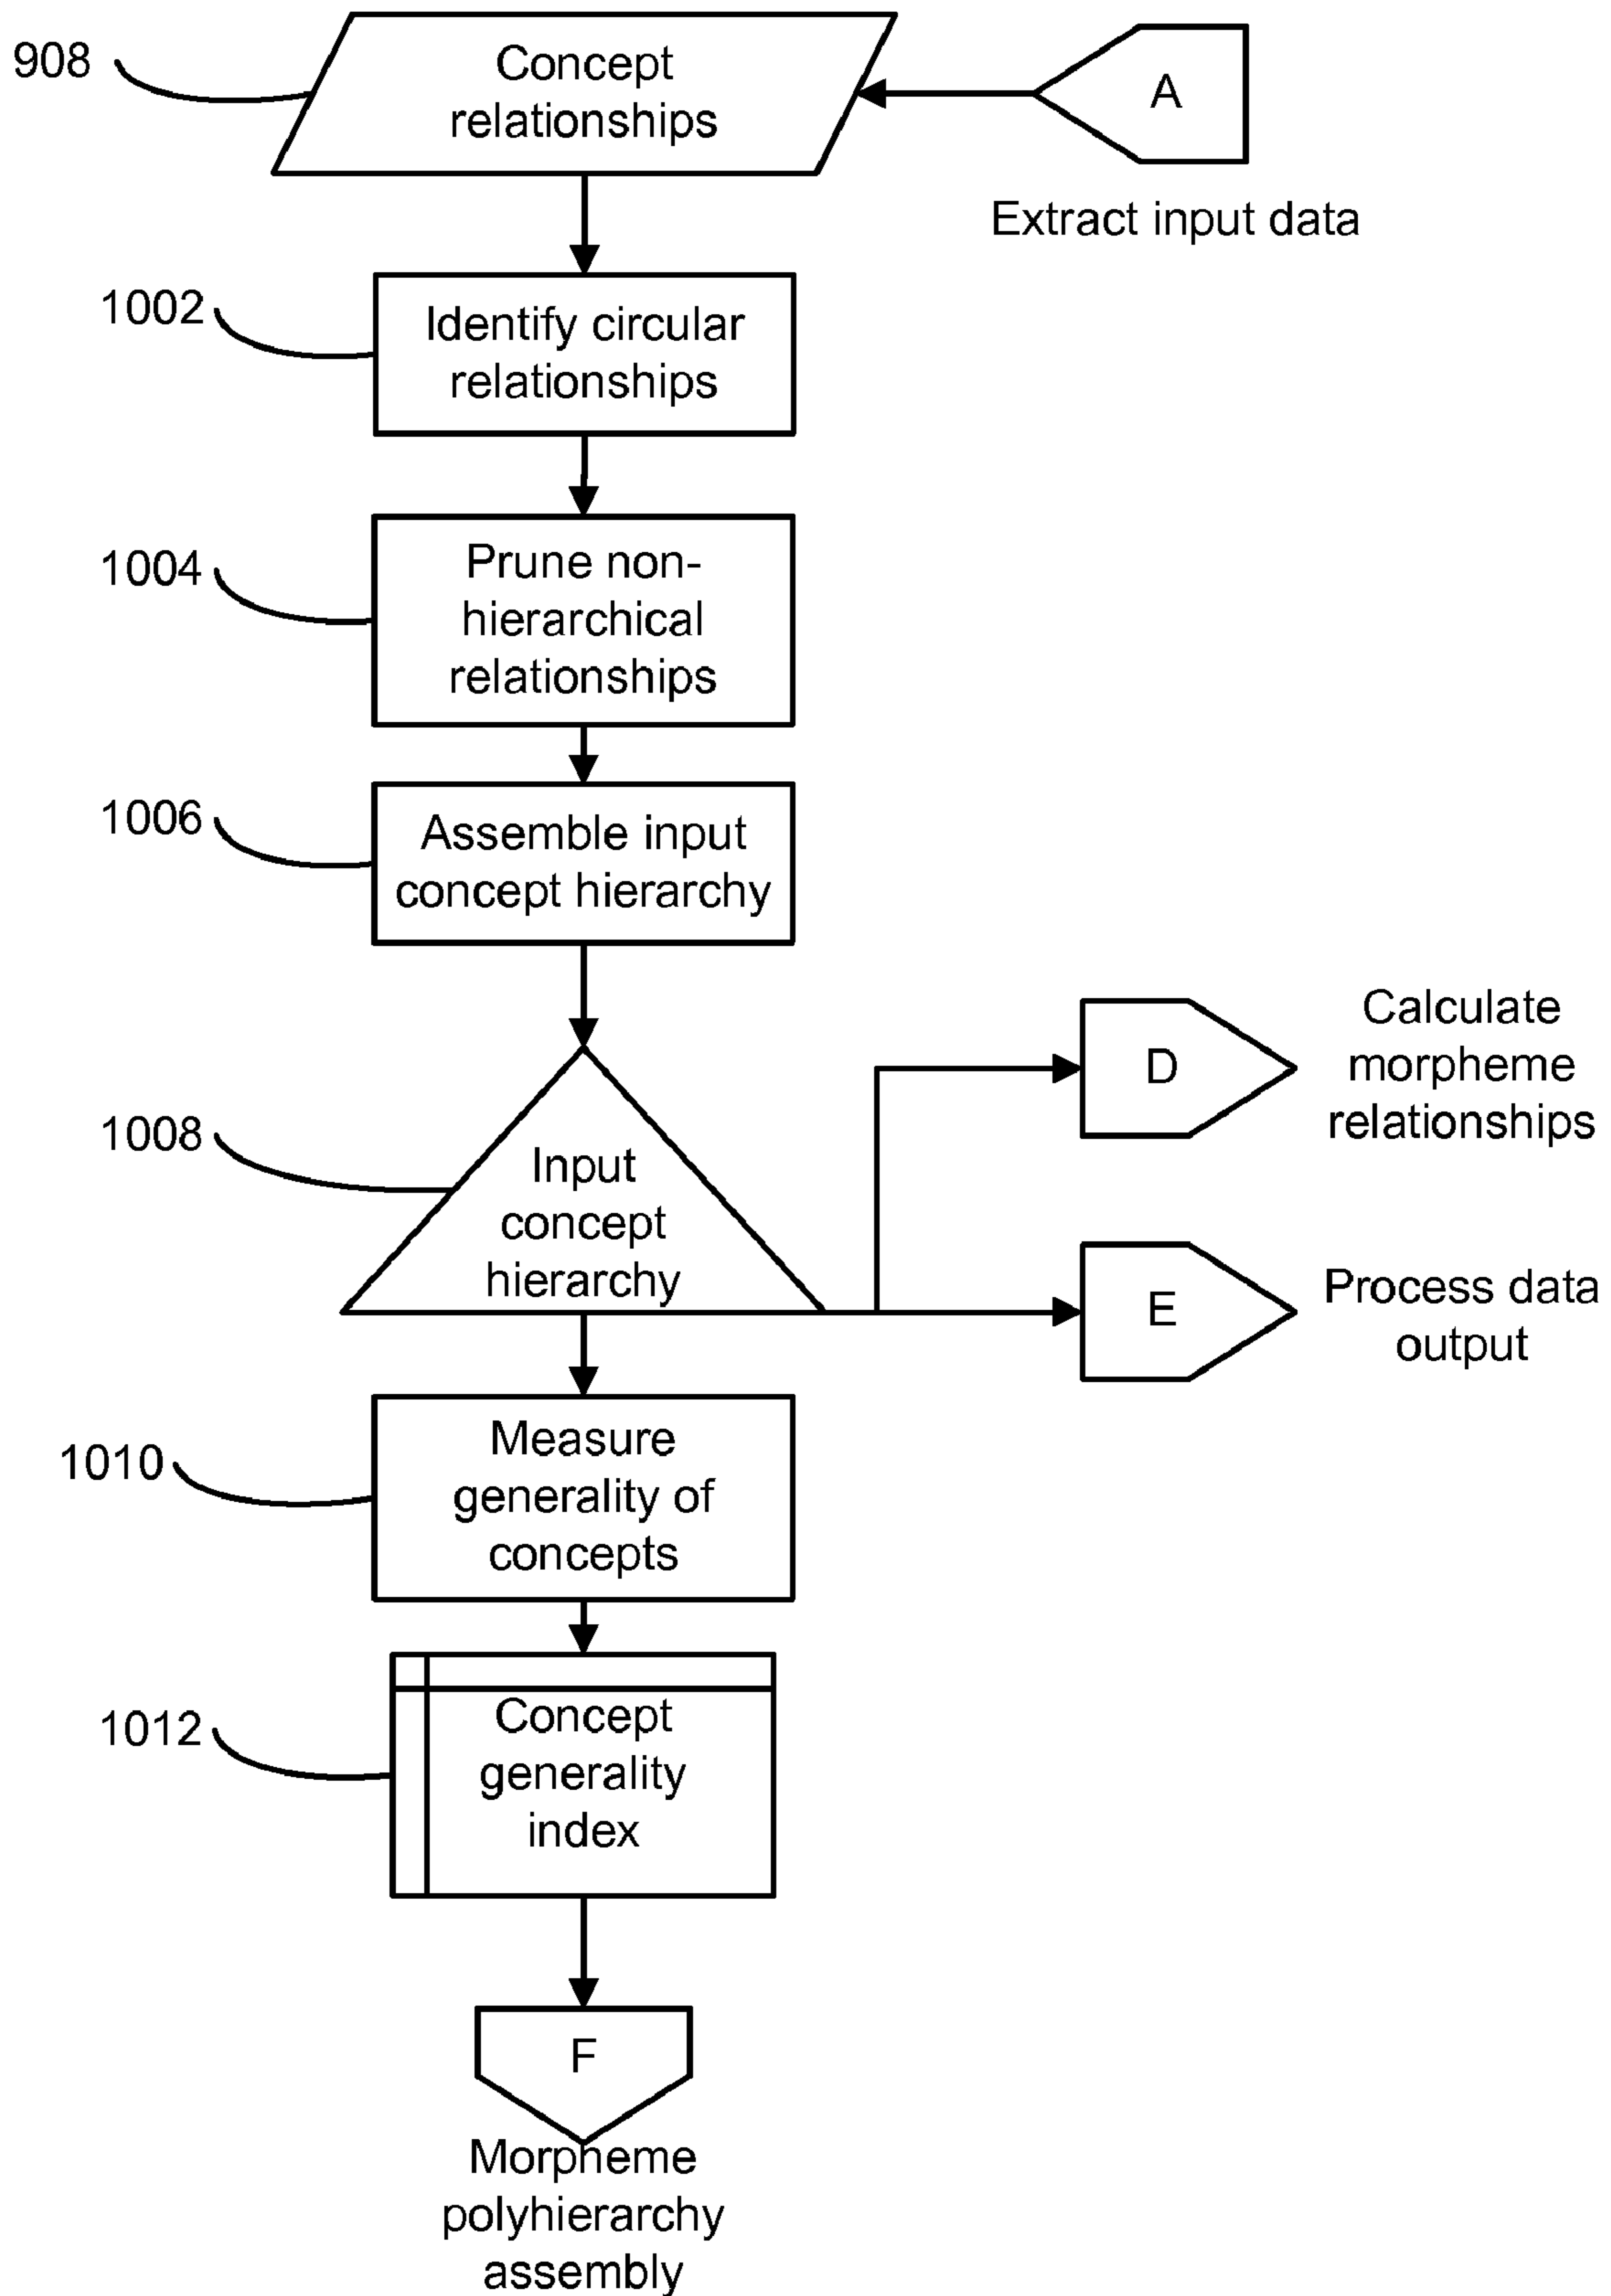 908
Concept
relationships
A
Extract input data
1002
Identify circular
relationships
1004
Prune non-
hierarchical
relationships
1006
Assemble input
concept hierarchy
1008
Input
concept
hierarchy
D
Calculate
morpheme
relationships
E
Process data
output
1010
Measure
generality of
concepts
1012
Concept
generality
index
F
Morpheme
polyhierarchy
assembly